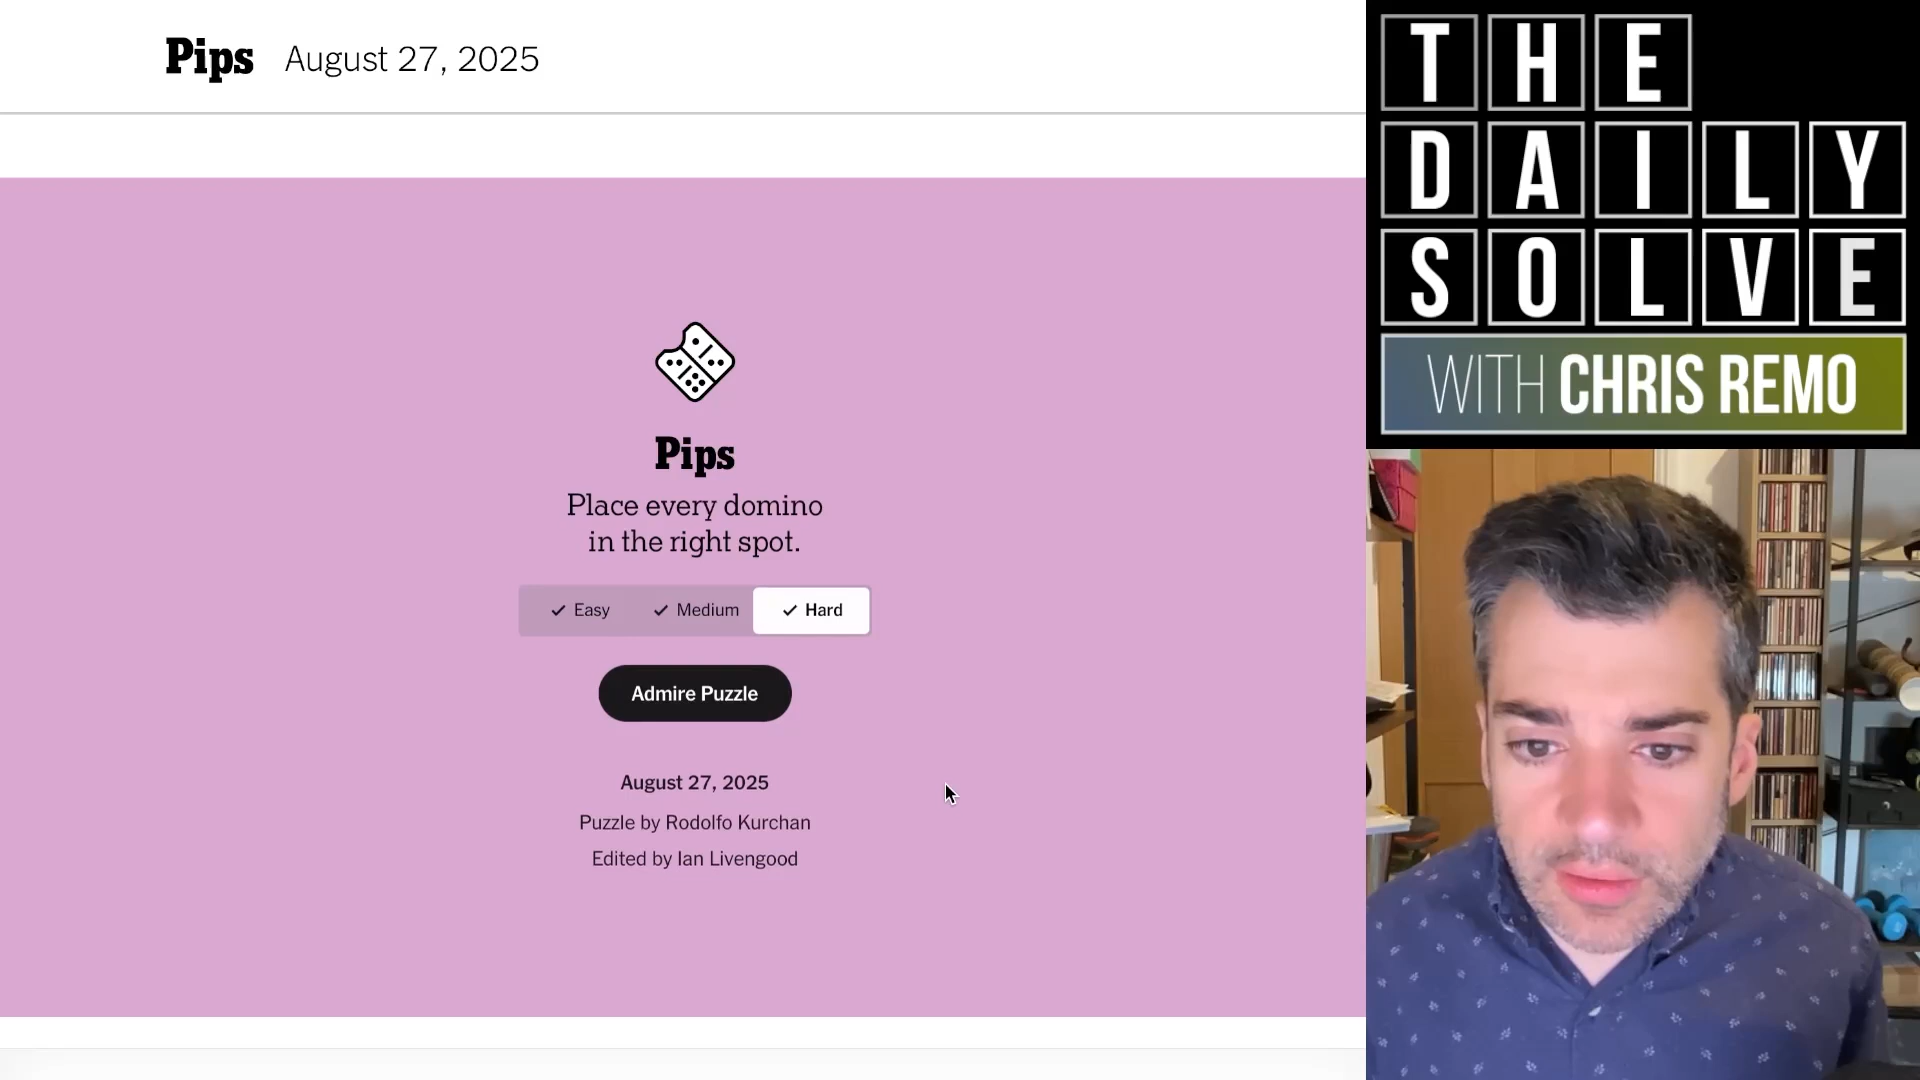 Pips August 27, 2025
Pips
Place every domino
in the right spot.
Easy Medium Hard
Admire Puzzle
August 27, 2025
Puzzle by Rodolfo Kurchan
Edited by Ian Livengood
THE
DAILY
SOLVE
WITH CHRIS REMO